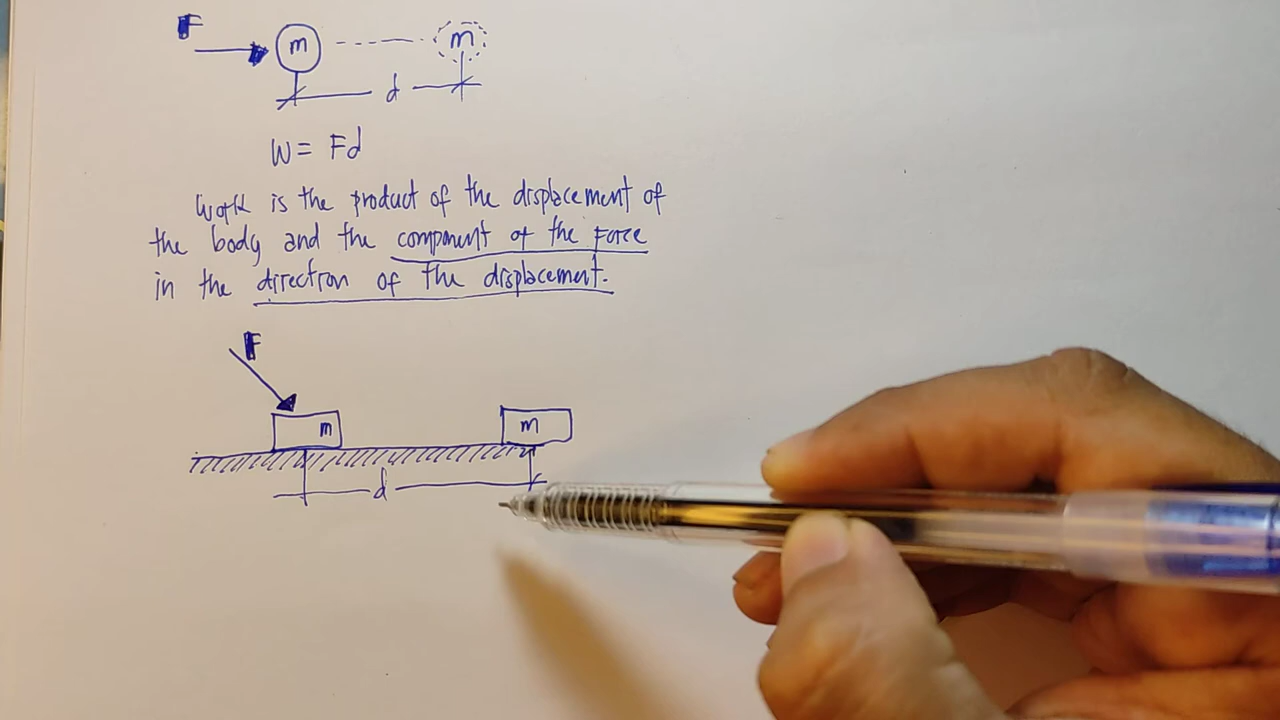 F
m m
d
W = Fd
Work is the product of the displacement of
the body and the component of the Force
in the direction of the displacement.
F
m m
d